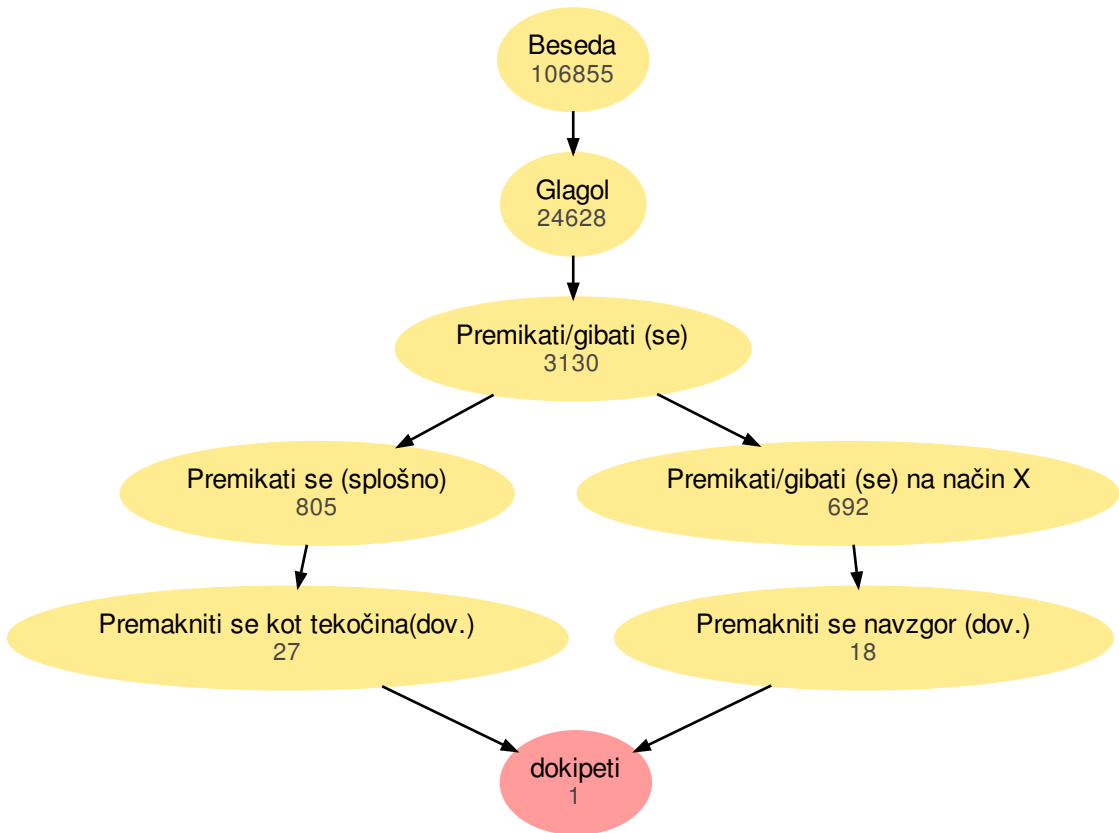 Beseda
106855
Glagol
24628
Premikati/gibati (se)
3130
Premikati se (splošno)
805
Premikati/gibati (se) na način X
692
Premakniti se kot tekočina(dov.)
27
Premakniti se navzgor (dov.)
18
dokipeti
1